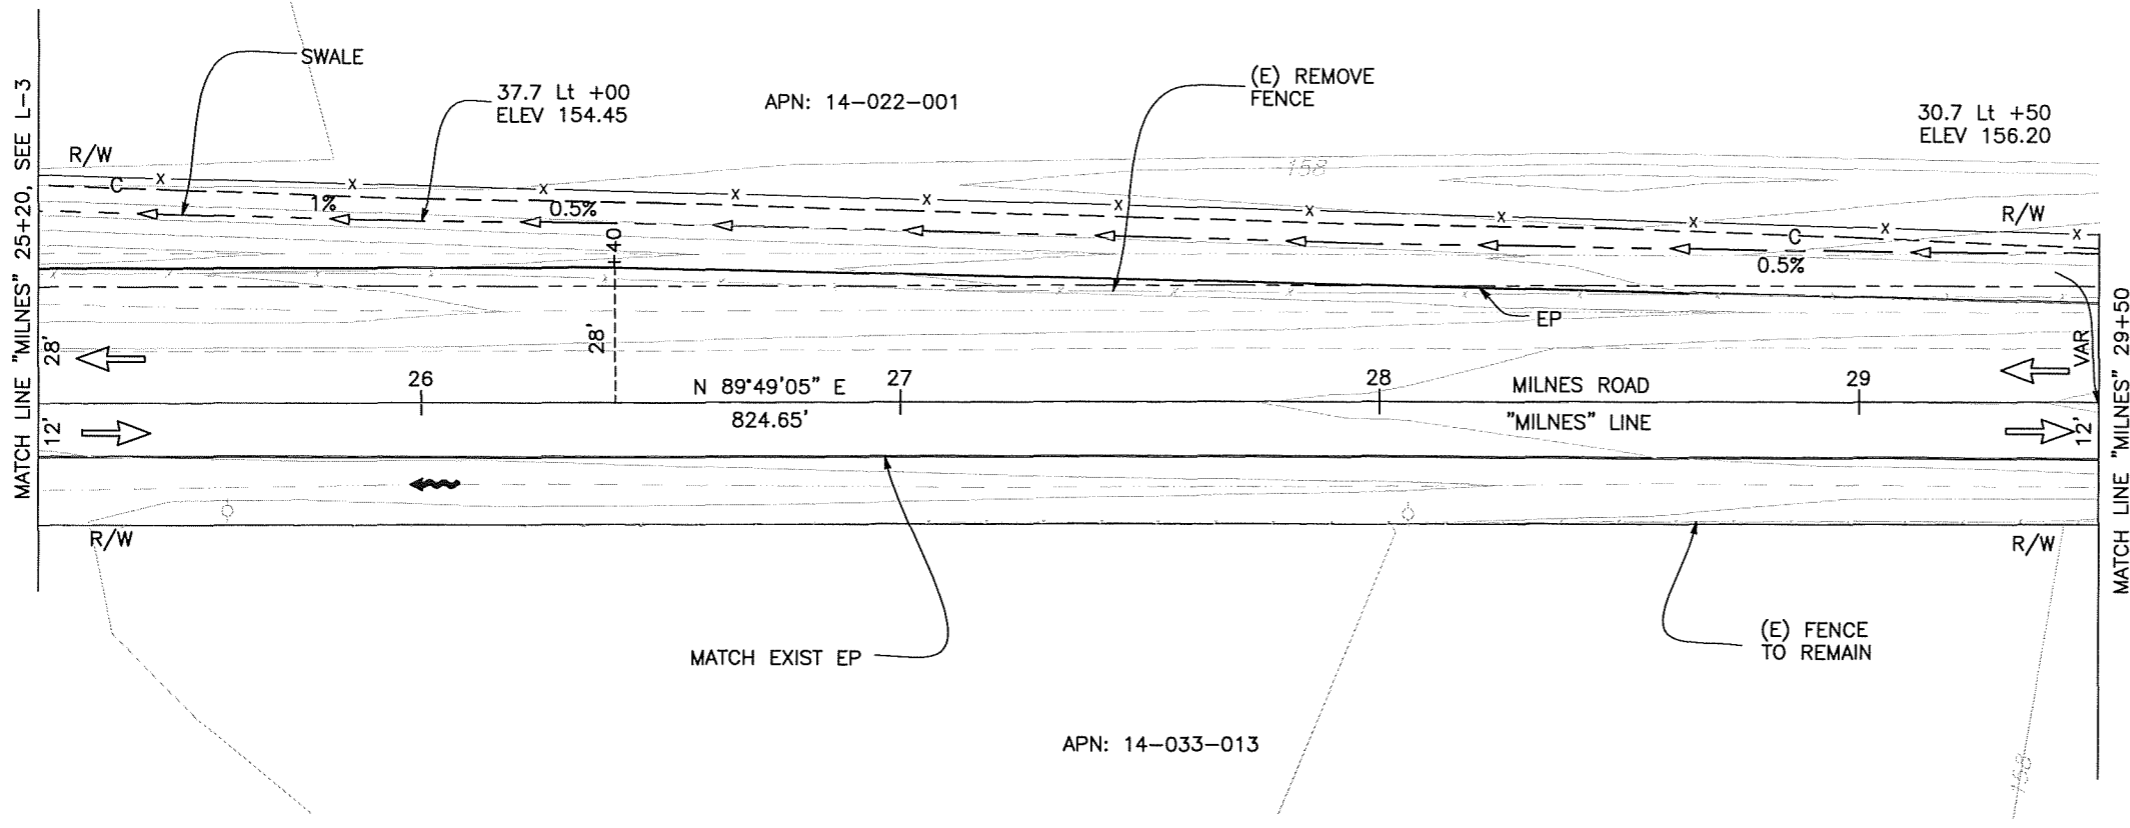 SWALE
37.7 Lt +00
ELEV 154.45
APN: 14-022-001
(E) REMOVE
FENCE
30.7 Lt +50
ELEV 156.20
MATCH LINE "MILNES" 25+20, SEE L-3
R/W
X X X X X X X X X X X
158
C
1%
0.5%
R/W
C
0.5%
+40
28'
EP
28'
VAR
26
N 89°49'05" E
27
28
MILNES ROAD
29
824.65'
"MILNES" LINE
12'
12'
MATCH LINE "MILNES" 29+50
R/W
R/W
MATCH EXIST EP
(E) FENCE
TO REMAIN
APN: 14-033-013